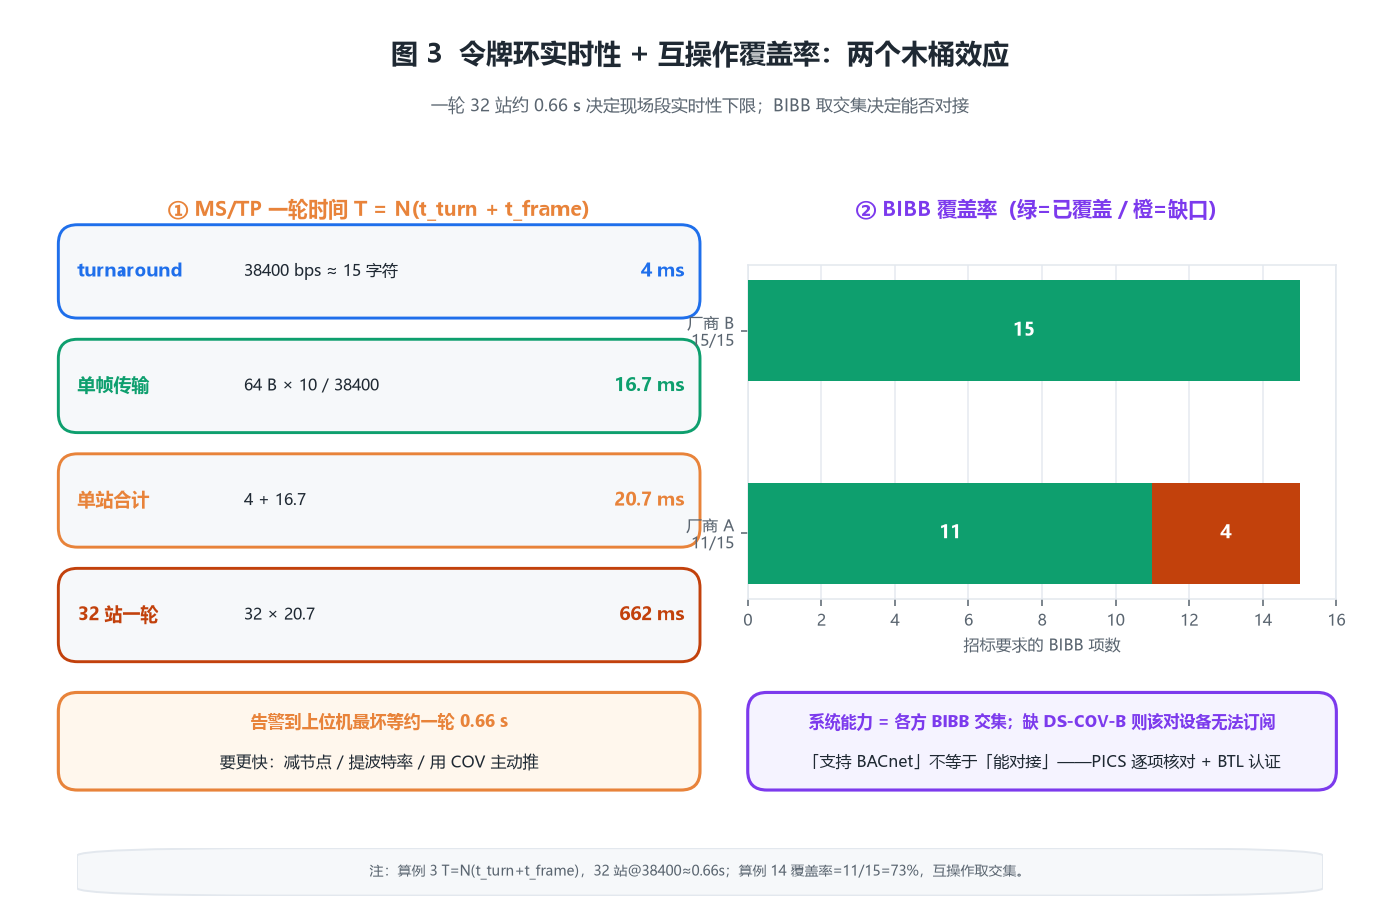 图 3 令牌环实时性 + 互操作覆盖率：两个木桶效应
一轮 32 站约 0.66 s 决定现场段实时性下限；BIBB 取交集决定能否对接
① MS/TP 一轮时间 T = N(t_turn + t_frame)
turnaround
38400 bps ≈ 15 字符
4 ms
单帧传输
64 B × 10 / 38400
16.7 ms
单站合计
4 + 16.7
20.7 ms
32 站一轮
32 × 20.7
662 ms
告警到上位机最坏等约一轮 0.66 s
要更快：减节点 / 提波特率 / 用 COV 主动推
② BIBB 覆盖率（绿=已覆盖 / 橙=缺口）
厂商 B
15/15
15
厂商 A
11/15
11
4
0 2 4 6 8 10 12 14 16
招标要求的 BIBB 项数
系统能力 = 各方 BIBB 交集；缺 DS-COV-B 则该对设备无法订阅
「支持 BACnet」不等于「能对接」——PICS 逐项核对 + BTL 认证
注：算例 3 T=N(t_turn+t_frame)，32 站@38400≈0.66s；算例 14 覆盖率=11/15=73%，互操作取交集。